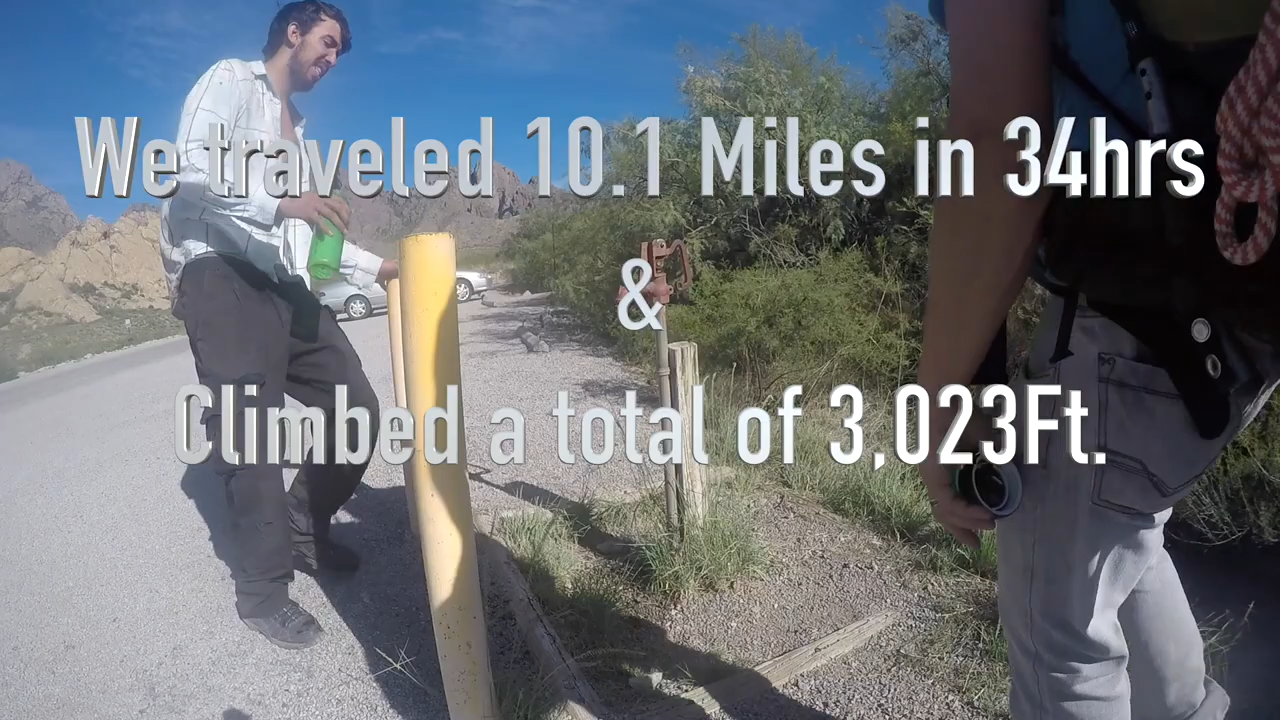 We traveled 10.1 Miles in 34hrs
&
Climbed a total of 3,023Ft.